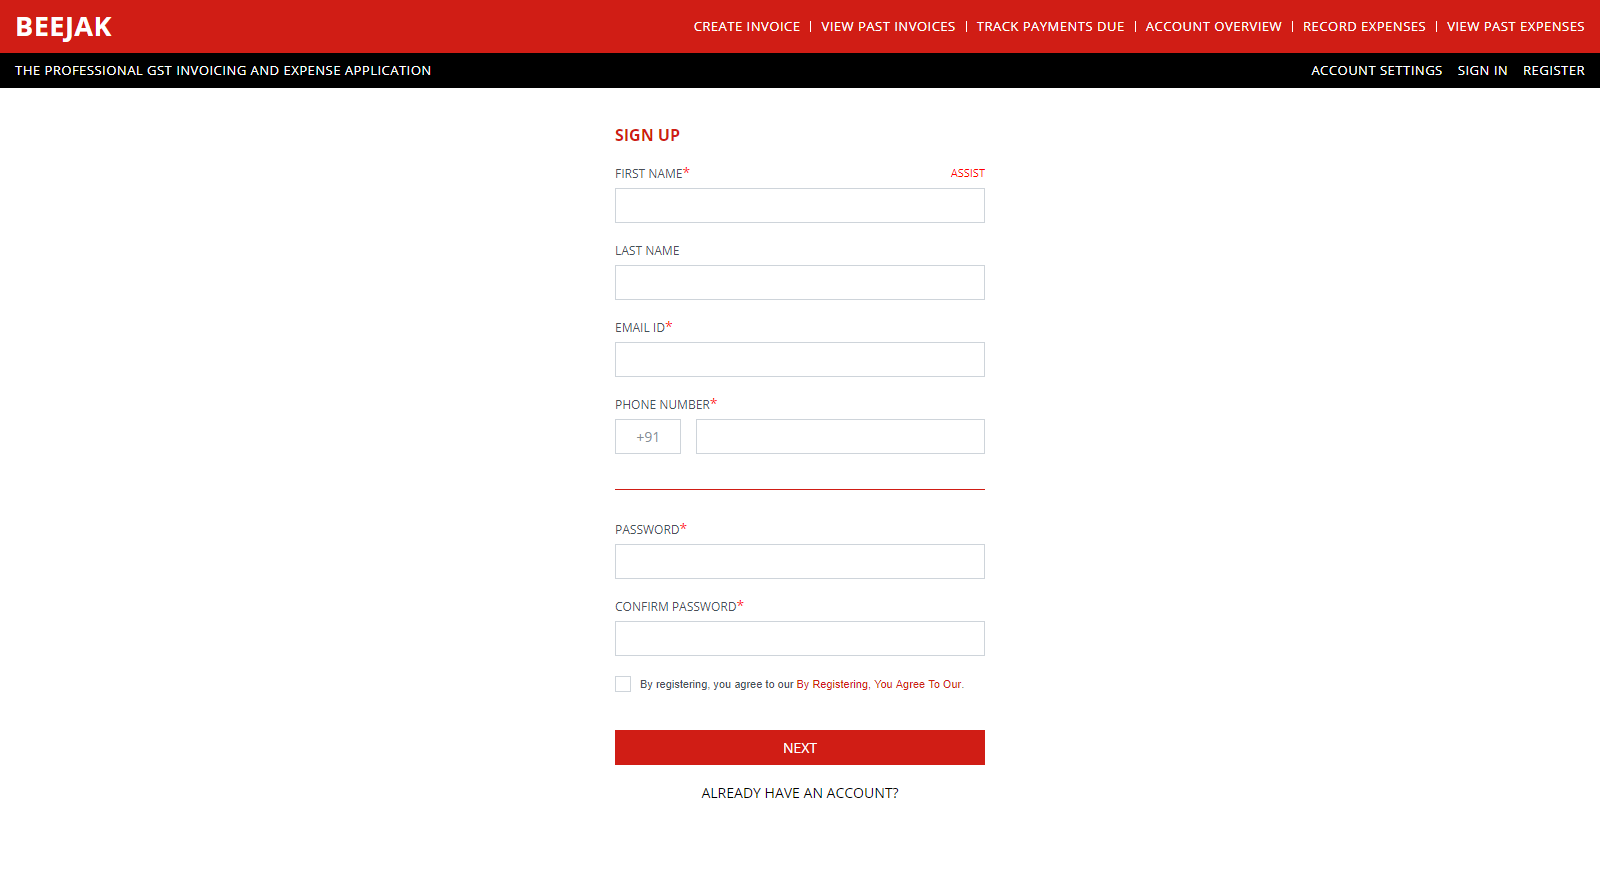 BEEJAK
CREATE INVOICE | VIEW PAST INVOICES | TRACK PAYMENTS DUE | ACCOUNT OVERVIEW | RECORD EXPENSES | VIEW PAST EXPENSES
THE PROFESSIONAL GST INVOICING AND EXPENSE APPLICATION
ACCOUNT SETTINGS SIGN IN REGISTER
SIGN UP
FIRST NAME* ASSIST
LAST NAME
EMAIL ID*
PHONE NUMBER*
+91
PASSWORD*
CONFIRM PASSWORD*
By registering, you agree to our By Registering, You Agree To Our.
NEXT
ALREADY HAVE AN ACCOUNT?